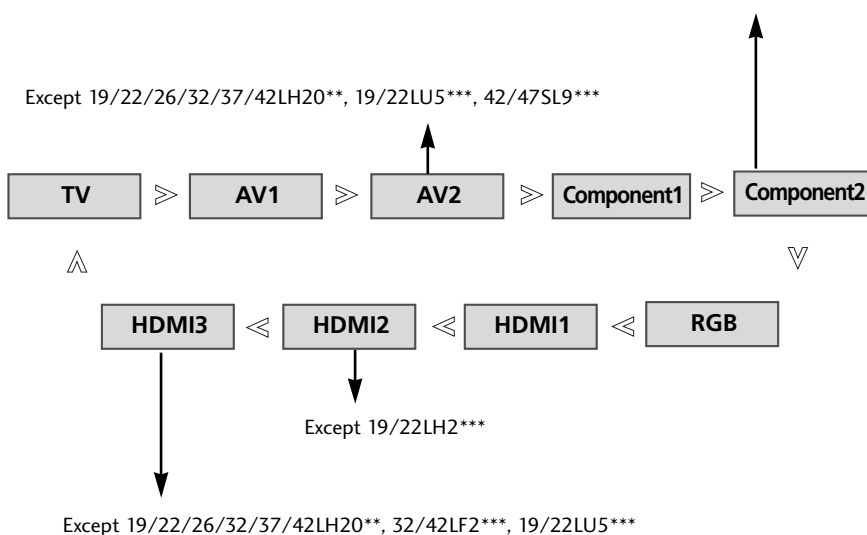 Except 19/22/26/32/37/42LH20**, 19/22LU5***, 42/47SL9***
TV AV1 AV2 Component1 Component2
HDMI3 HDMI2 HDMI1 RGB
Except 19/22LH2***
Except 19/22/26/32/37/42LH20**, 32/42LF2***, 19/22LU5***